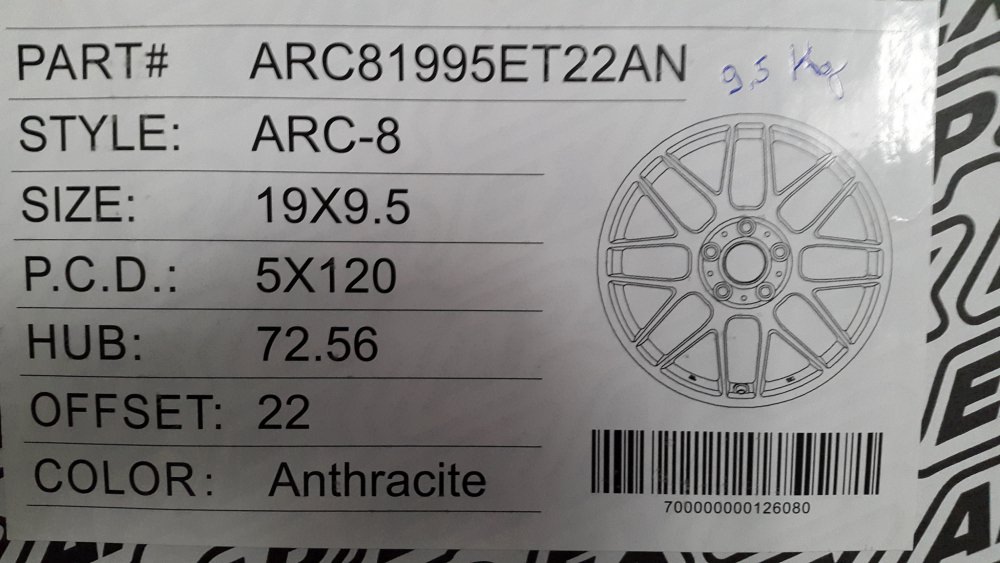 PART# ARC81995ET22AN 9,5 Kg
STYLE: ARC-8
SIZE: 19X9.5
P.C.D.: 5X120
HUB: 72.56
OFFSET: 22
COLOR: Anthracite
700000000126080